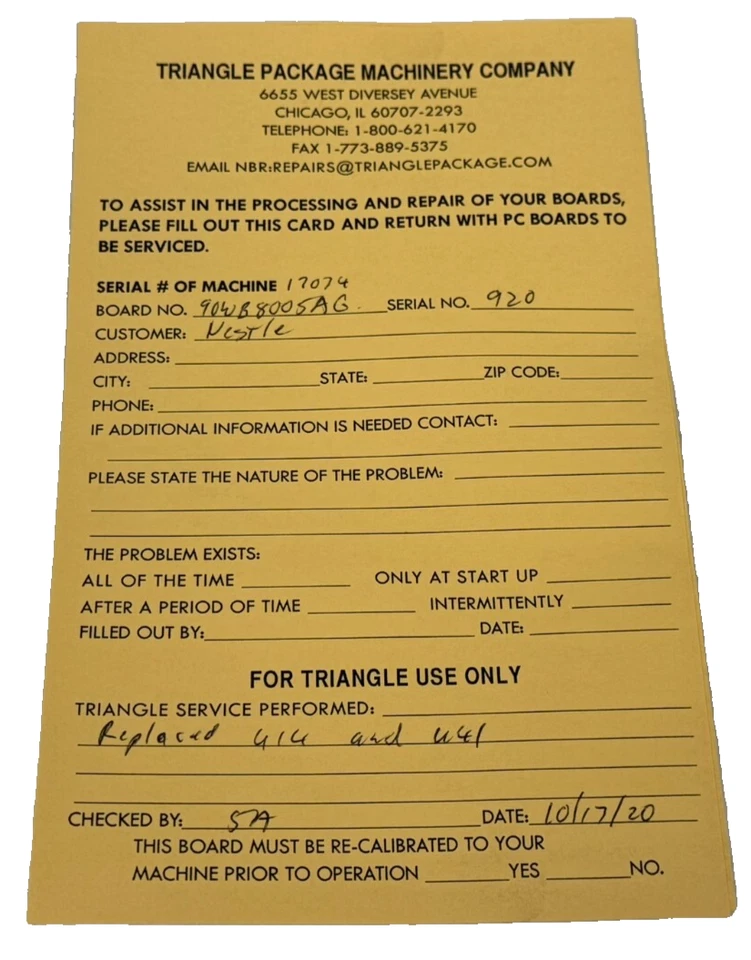 TRIANGLE PACKAGE MACHINERY COMPANY
6655 WEST DIVERSEY AVENUE
CHICAGO, IL 60707-2293
TELEPHONE: 1-800-621-4170
FAX 1-773-889-5375
EMAIL NBR:REPAIRS@TRIANGLEPACKAGE.COM
TO ASSIST IN THE PROCESSING AND REPAIR OF YOUR BOARDS,
PLEASE FILL OUT THIS CARD AND RETURN WITH PC BOARDS TO
BE SERVICED.
SERIAL # OF MACHINE 17074
BOARD NO. 90WB8005AG SERIAL NO. 920
CUSTOMER: Nestle
ADDRESS:
CITY: STATE: ZIP CODE:
PHONE:
IF ADDITIONAL INFORMATION IS NEEDED CONTACT:
PLEASE STATE THE NATURE OF THE PROBLEM:
THE PROBLEM EXISTS:
ALL OF THE TIME ONLY AT START UP
AFTER A PERIOD OF TIME INTERMITTENTLY
FILLED OUT BY: DATE:
FOR TRIANGLE USE ONLY
TRIANGLE SERVICE PERFORMED:
Replaced and
CHECKED BY: DATE: 10/17/20
THIS BOARD MUST BE RE-CALIBRATED TO YOUR
MACHINE PRIOR TO OPERATION YES NO.